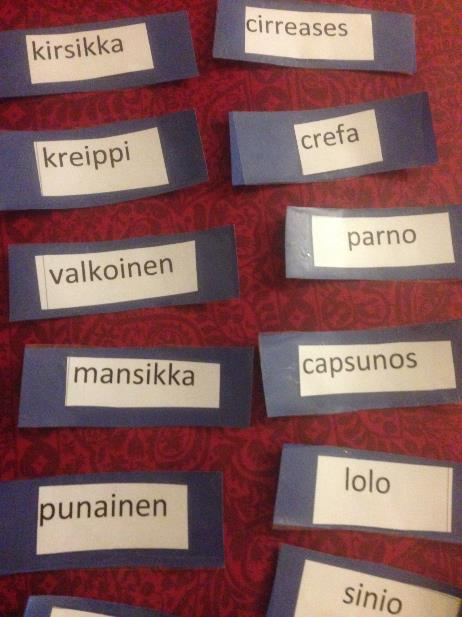 kirsikka
cirreases
kreippi
crefa
valkoinen
parno
mansikka
capsunos
punainen
lolo
sinio